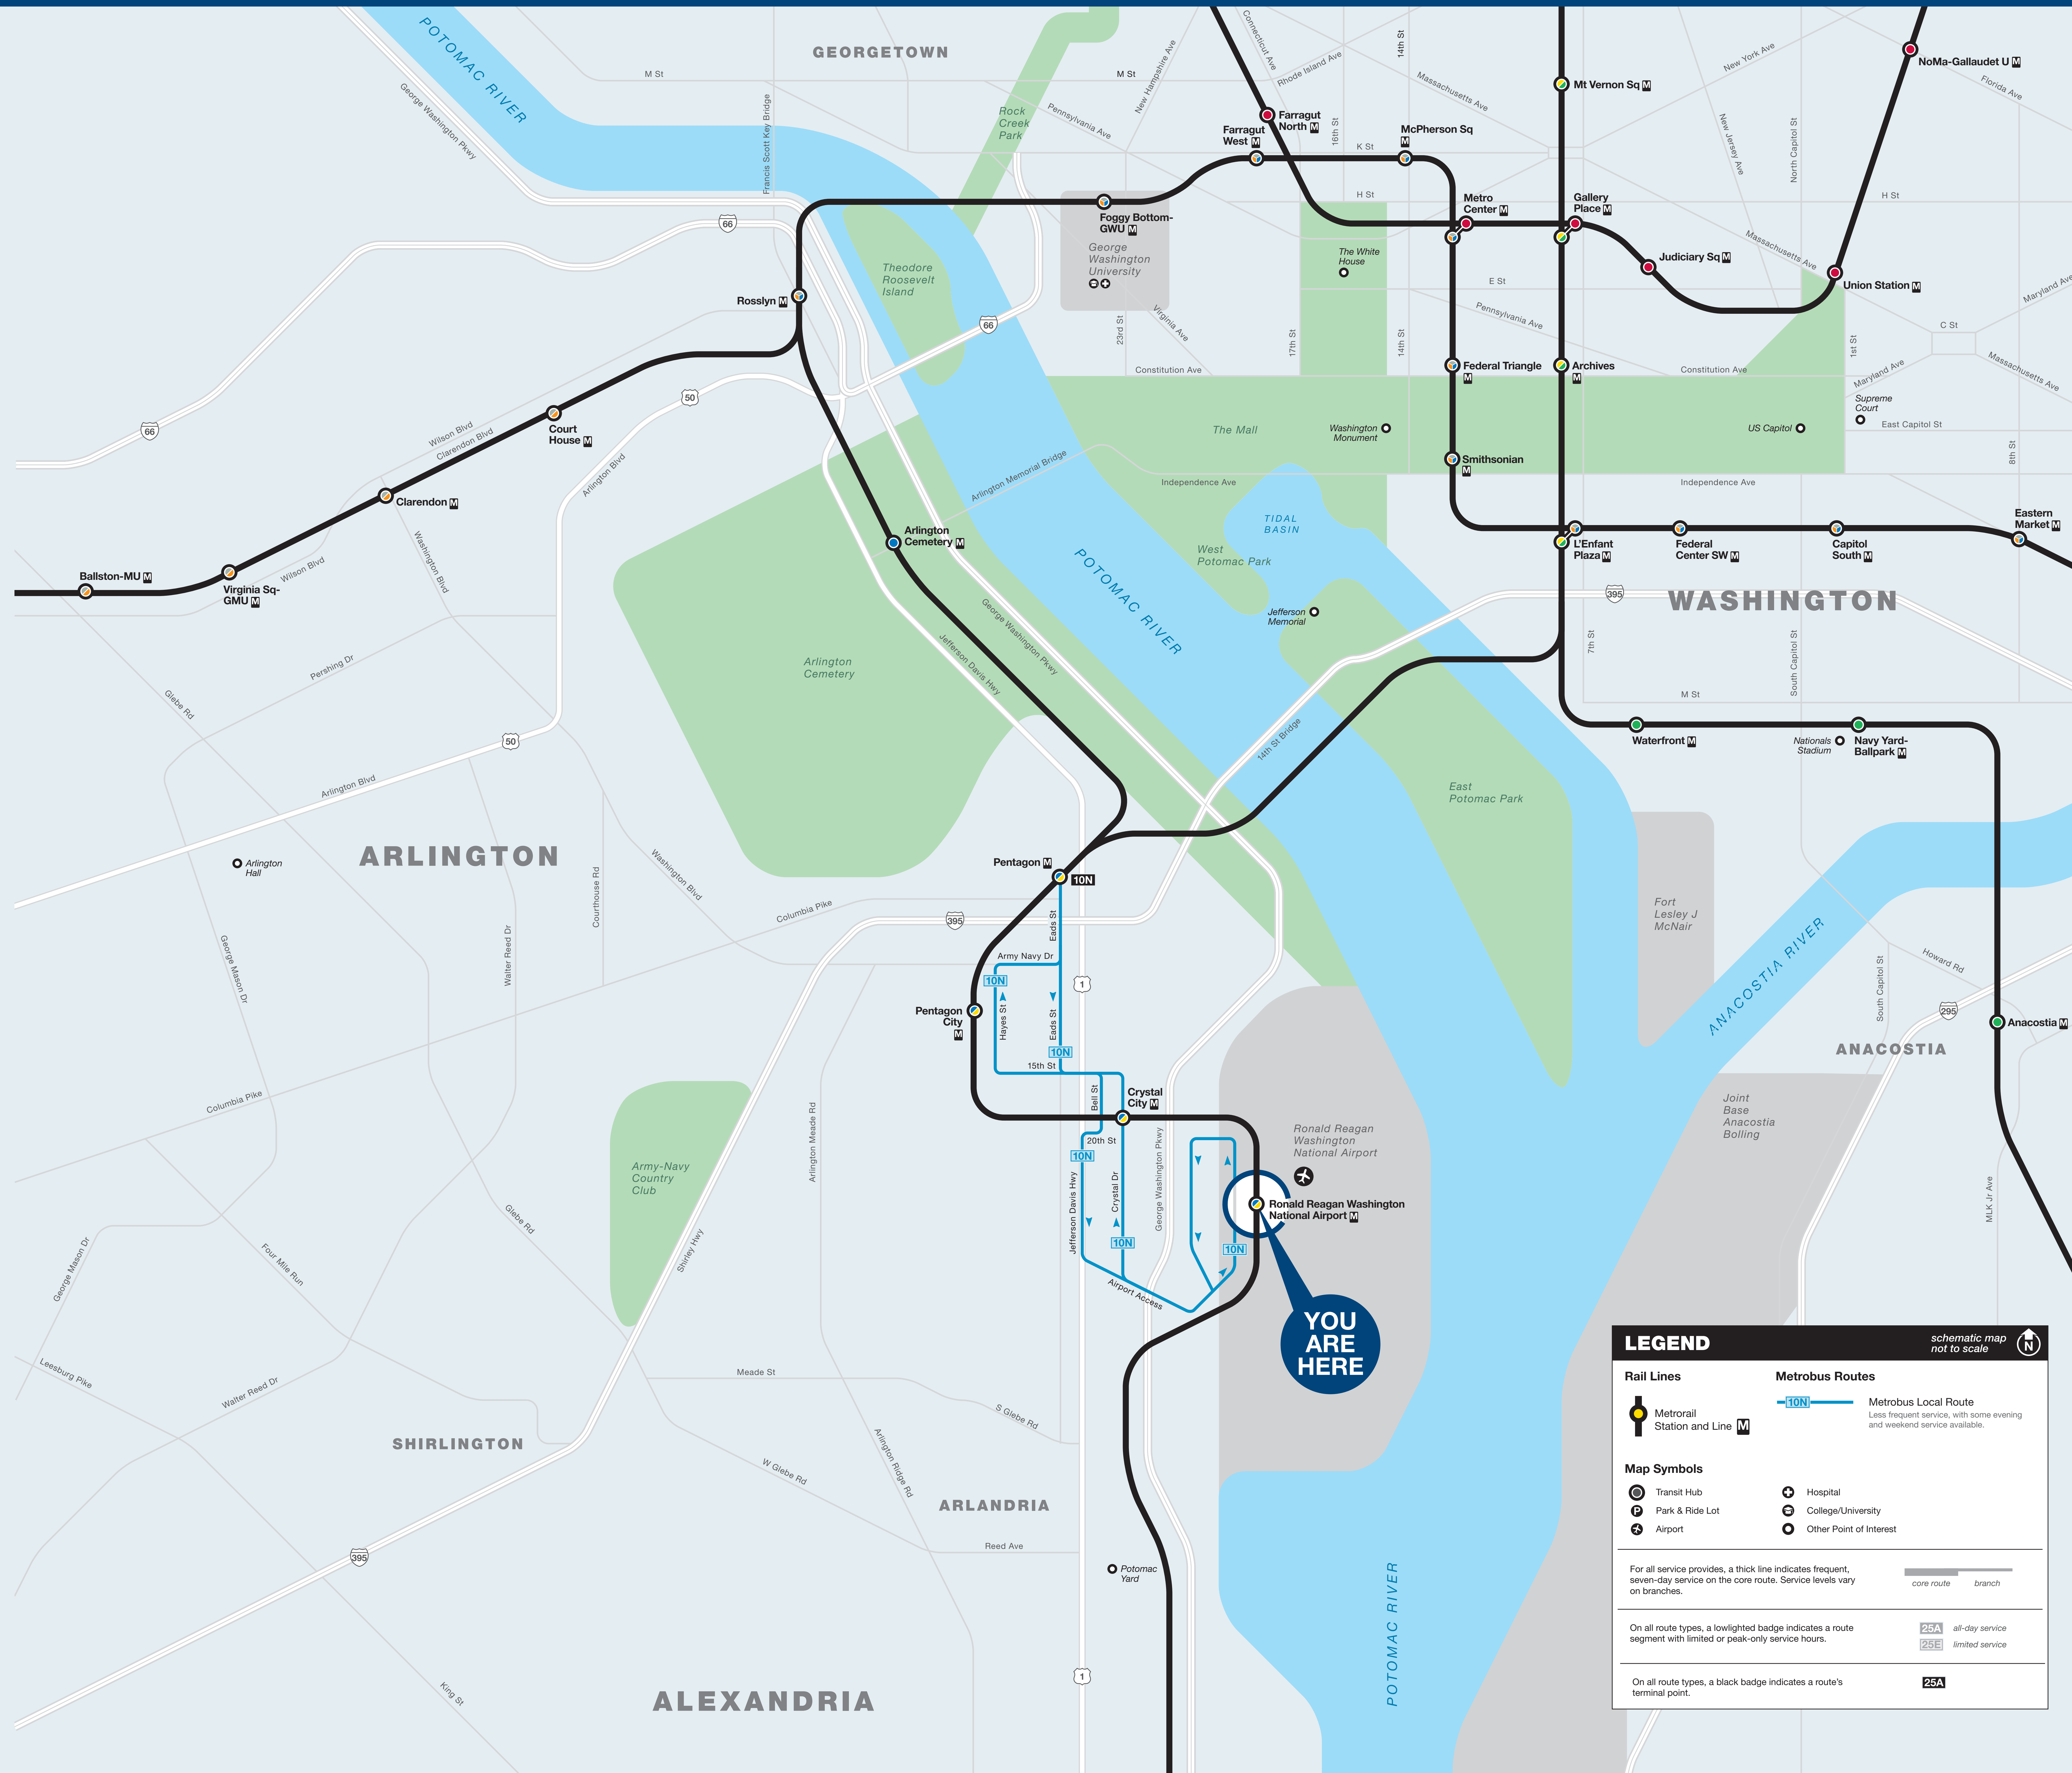 POTOMAC RIVER
GEORGETOWN
M St
M St
George Washington Pkwy
Francis Scott Key Bridge
Rock
Creek
Park
Pennsylvania Ave
New Hampshire Ave
Connecticut Ave
Rhode Island Ave
14th St
16th St
Massachusetts Ave
New York Ave
New Jersey Ave
North Capitol St
Florida Ave
NoMa-Gallaudet U M
Mt Vernon Sq M
Farragut
North M
Farragut
West M
McPherson Sq
M
K St
H St
H St
Metro
Center M
Gallery
Place M
Judiciary Sq M
Massachusetts Ave
Union Station M
Maryland Ave
66
Foggy Bottom-
GWU M
George
Washington
University
The White
House
E St
Pennsylvania Ave
Theodore
Roosevelt
Island
Rosslyn M
66
23rd St
Virginia Ave
17th St
14th St
1st St
C St
Massachusetts Ave
Maryland Ave
Constitution Ave
Constitution Ave
Federal Triangle
M
Archives
M
50
66
Court
House M
Wilson Blvd
Clarendon Blvd
Arlington Blvd
The Mall
Washington
Monument
US Capitol
Supreme
Court
East Capitol St
8th St
Smithsonian
M
Arlington Memorial Bridge
Independence Ave
Independence Ave
Clarendon M
Washington Blvd
Arlington
Cemetery M
TIDAL
BASIN
West
Potomac Park
L'Enfant
Plaza M
Federal
Center SW M
Capitol
South M
Eastern
Market M
Ballston-MU M
Virginia Sq-
GMU M
Wilson Blvd
POTOMAC RIVER
Jefferson
Memorial
395
WASHINGTON
George Washington Pkwy
Jefferson Davis Hwy
7th St
South Capitol St
Pershing Dr
Glebe Rd
Arlington
Cemetery
M St
50
14th St Bridge
Waterfront M
Nationals
Stadium
Navy Yard-
Ballpark M
Arlington Blvd
East
Potomac Park
ARLINGTON
Arlington
Hall
Courthouse Rd
Washington Blvd
Pentagon M
10N
Columbia Pike
395
Eads St
Fort
Lesley J
McNair
ANACOSTIA RIVER
George Mason Dr
Walter Reed Dr
Army Navy Dr
10N
1
Howard Rd
South Capitol St
295
Pentagon
City
M
Hayes St
Eads St
10N
15th St
Anacostia M
ANACOSTIA
Columbia Pike
Bell St
Crystal
City M
Joint
Base
Anacostia
Bolling
Arlington Meade Rd
20th St
10N
Ronald Reagan
Washington
National Airport
Army-Navy
Country
Club
Jefferson Davis Hwy
Crystal Dr
George Washington Pkwy
Ronald Reagan Washington
National Airport M
MLK Jr Ave
Glebe Rd
10N
10N
Shirley Hwy
George Mason Dr
Four Mile Run
Airport Access
YOU
ARE
HERE
Leesburg Pike
Walter Reed Dr
Meade St
S Glebe Rd
SHIRLINGTON
W Glebe Rd
Arlington Ridge Rd
ARLANDRIA
Reed Ave
395
Potomac
Yard
POTOMAC RIVER
1
King St
ALEXANDRIA
LEGEND
schematic map
not to scale
N
Rail Lines
Metrorail
Station and Line M
Metrobus Routes
10N
Metrobus Local Route
Less frequent service, with some evening
and weekend service available.
Map Symbols
Transit Hub
P Park & Ride Lot
Airport
Hospital
College/University
Other Point of Interest
For all service provides, a thick line indicates frequent,
seven-day service on the core route. Service levels vary
on branches.
core route branch
On all route types, a lowlighted badge indicates a route
segment with limited or peak-only service hours.
25A all-day service
25E limited service
On all route types, a black badge indicates a route's
terminal point.
25A